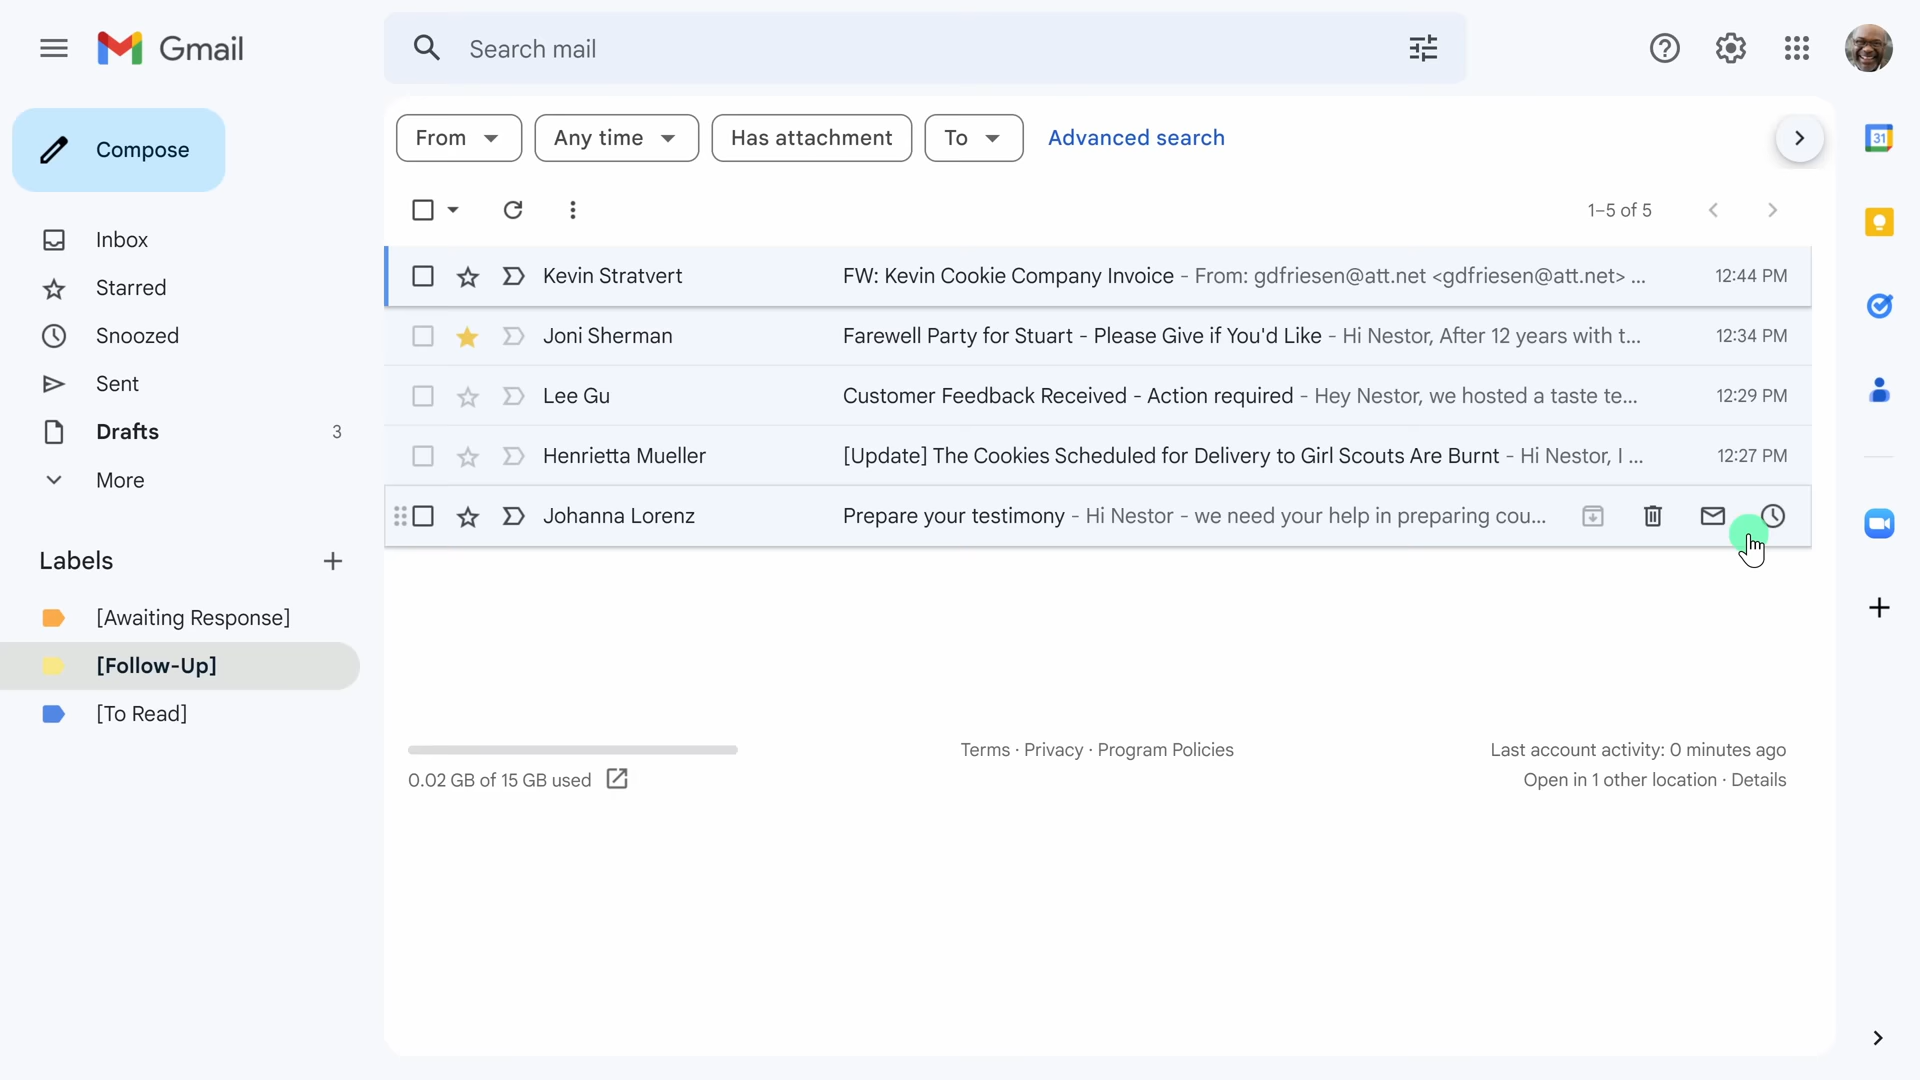 Gmail
Search mail
Compose
Inbox
Starred
Snoozed
Sent
Drafts 3
More
Labels
[Awaiting Response]
[Follow-Up]
[To Read]
From Any time Has attachment To Advanced search
1–5 of 5
Kevin Stratvert FW: Kevin Cookie Company Invoice - From: gdfriesen@att.net <gdfriesen@att.net> ... 12:44 PM
Joni Sherman Farewell Party for Stuart - Please Give if You'd Like - Hi Nestor, After 12 years with t... 12:34 PM
Lee Gu Customer Feedback Received - Action required - Hey Nestor, we hosted a taste te... 12:29 PM
Henrietta Mueller [Update] The Cookies Scheduled for Delivery to Girl Scouts Are Burnt - Hi Nestor, I ... 12:27 PM
Johanna Lorenz Prepare your testimony - Hi Nestor - we need your help in preparing cou...
0.02 GB of 15 GB used
Terms · Privacy · Program Policies
Last account activity: 0 minutes ago
Open in 1 other location · Details
31